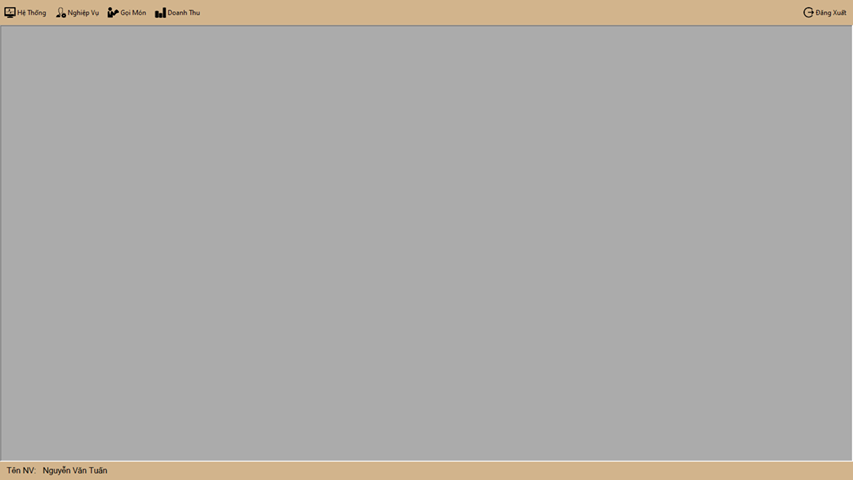 Hệ Thống Nghiệp Vụ Gọi Món Doanh Thu Đăng Xuất
Tên NV: Nguyễn Văn Tuấn